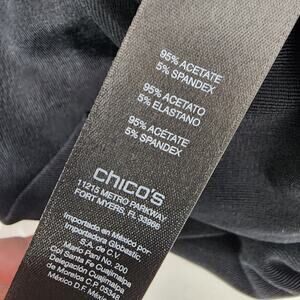 95% ACETATE
5% SPANDEX
95% ACETATO
5% ELASTANO
95% ACÉTATE
5% SPANDEX
chico's
11215 METRO PARKWAY
FORT MYERS, FL 33966
Importado en México por
Importadora Globastic
S.A. de C.V.
Mario Pani No. 200
Col Santa Fe Cuajimalpa
Delegación Cuajimalpa
de Morelos C.P. 05348
México D.F. México